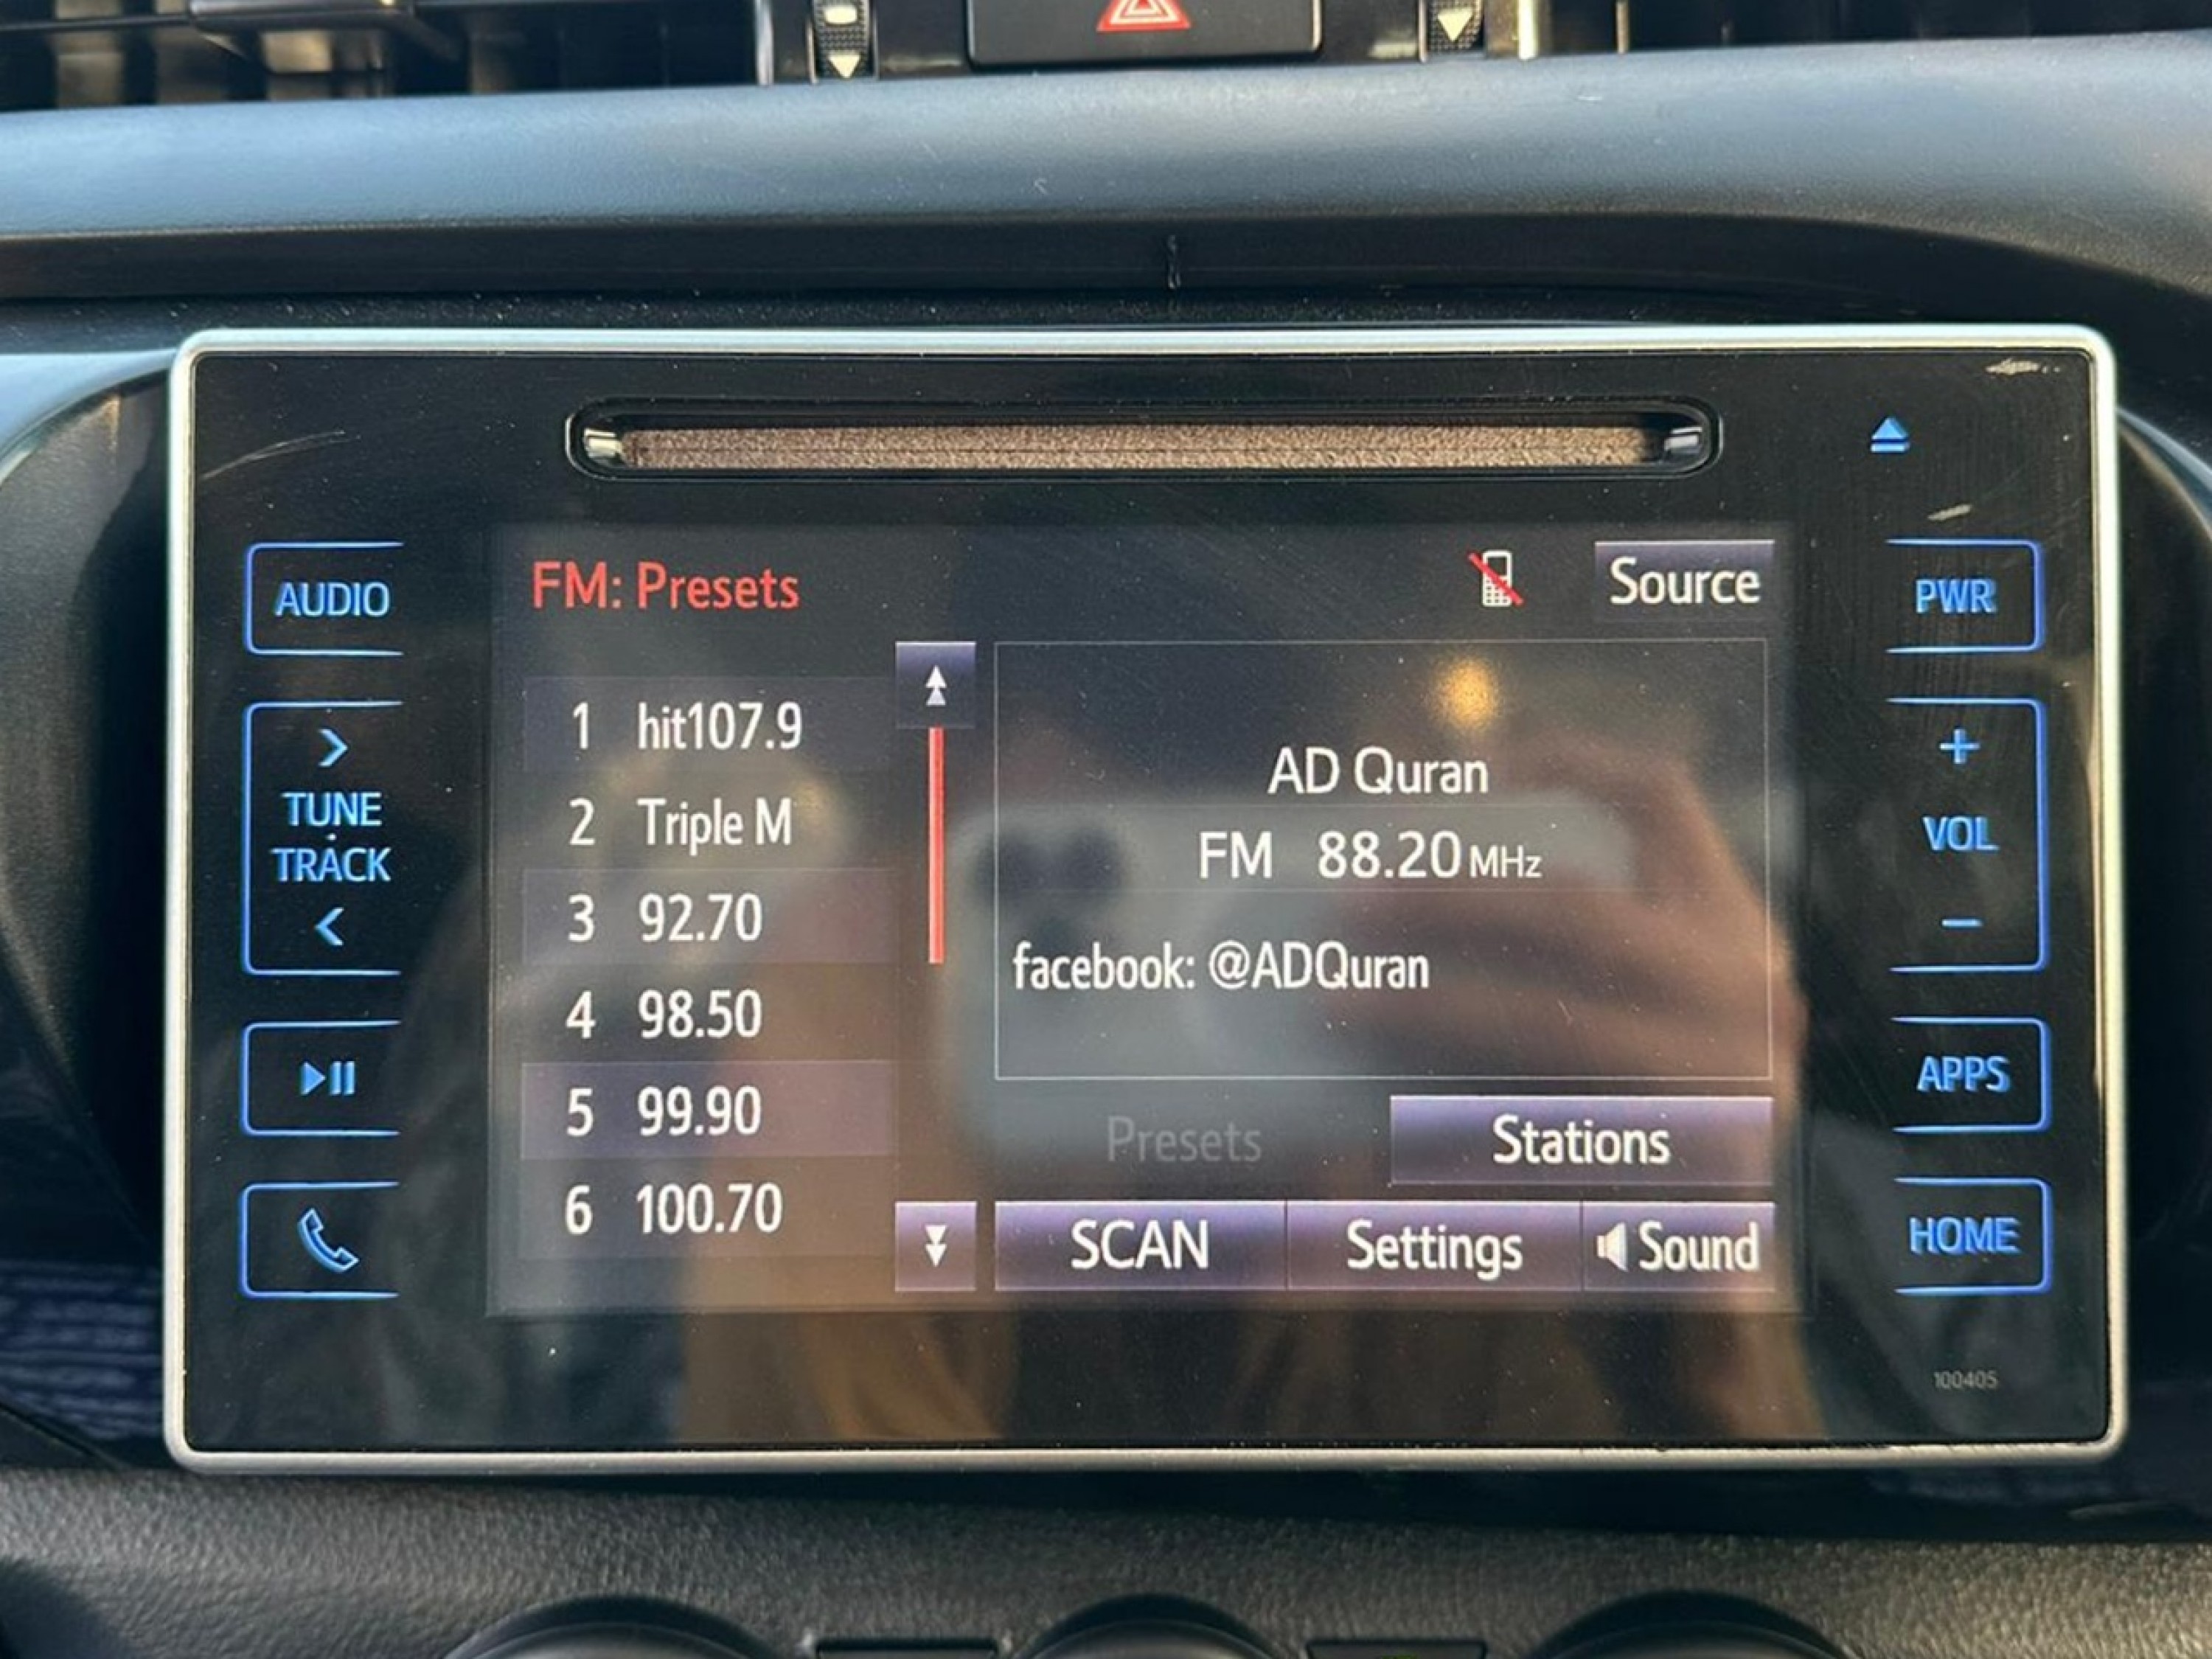 AUDIO
TUNE
TRACK
FM: Presets
Source
1 hit107.9
2 Triple M
3 92.70
4 98.50
5 99.90
6 100.70
AD Quran
FM 88.20 MHz
facebook: @ADQuran
Presets
Stations
SCAN
Settings
Sound
PWR
+
VOL
−
APPS
HOME
100405